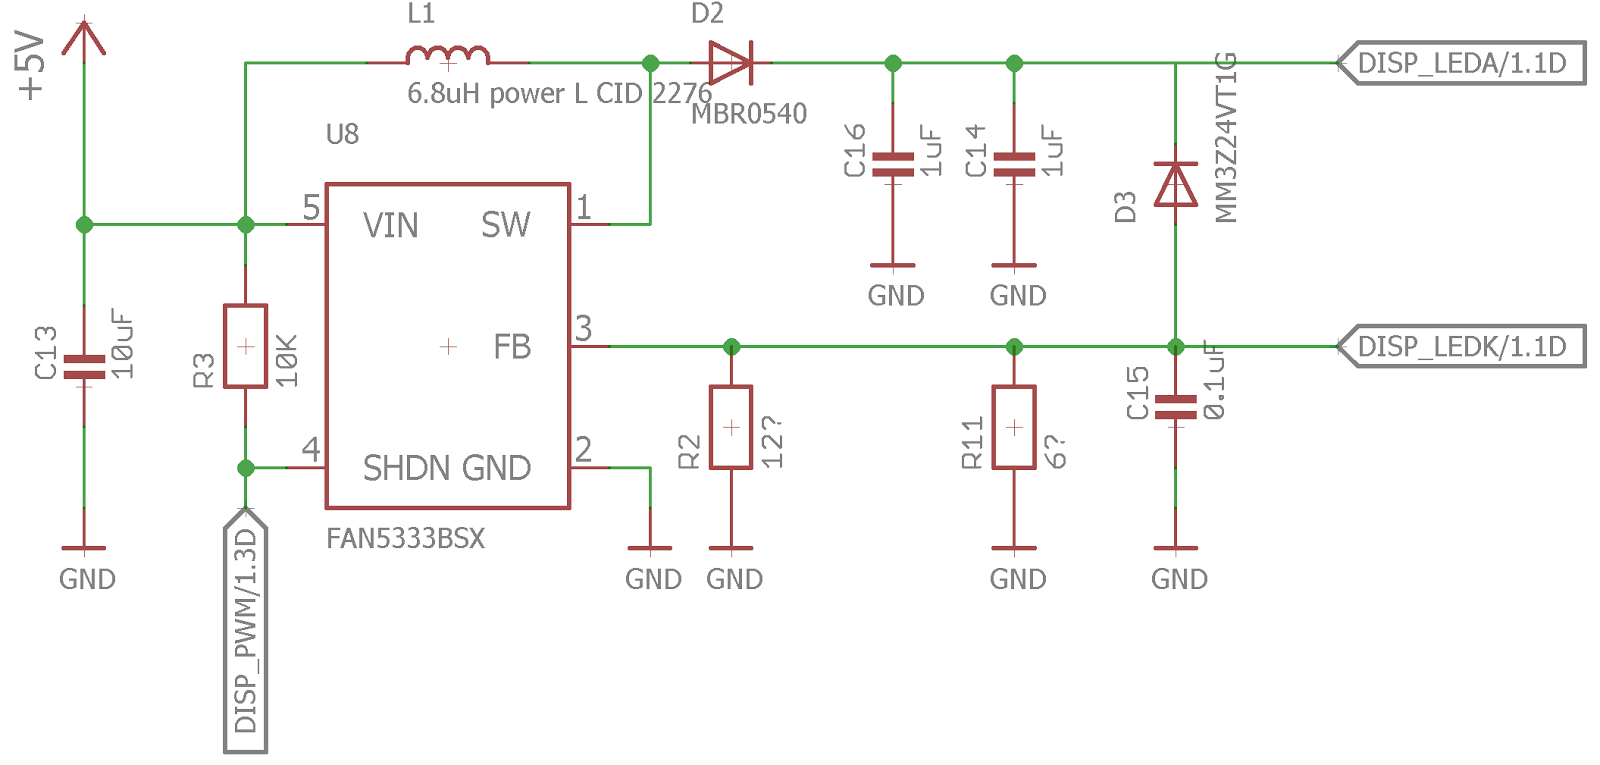 L1
D2
+5V
DISP_LEDA/1.1D
6.8uH power L CID 2276
MBR0540
U8
C16
1uF
C14
1uF
MM3Z24VT1G
D3
5
VIN
SW
1
C13
10uF
R3
10K
FB
3
DISP_LEDK/1.1D
GND
GND
C15
0.1uF
R2
12?
R11
6?
4
SHDN
GND
2
FAN5333BSX
GND
GND
GND
GND
GND
DISP_PWM/1.3D